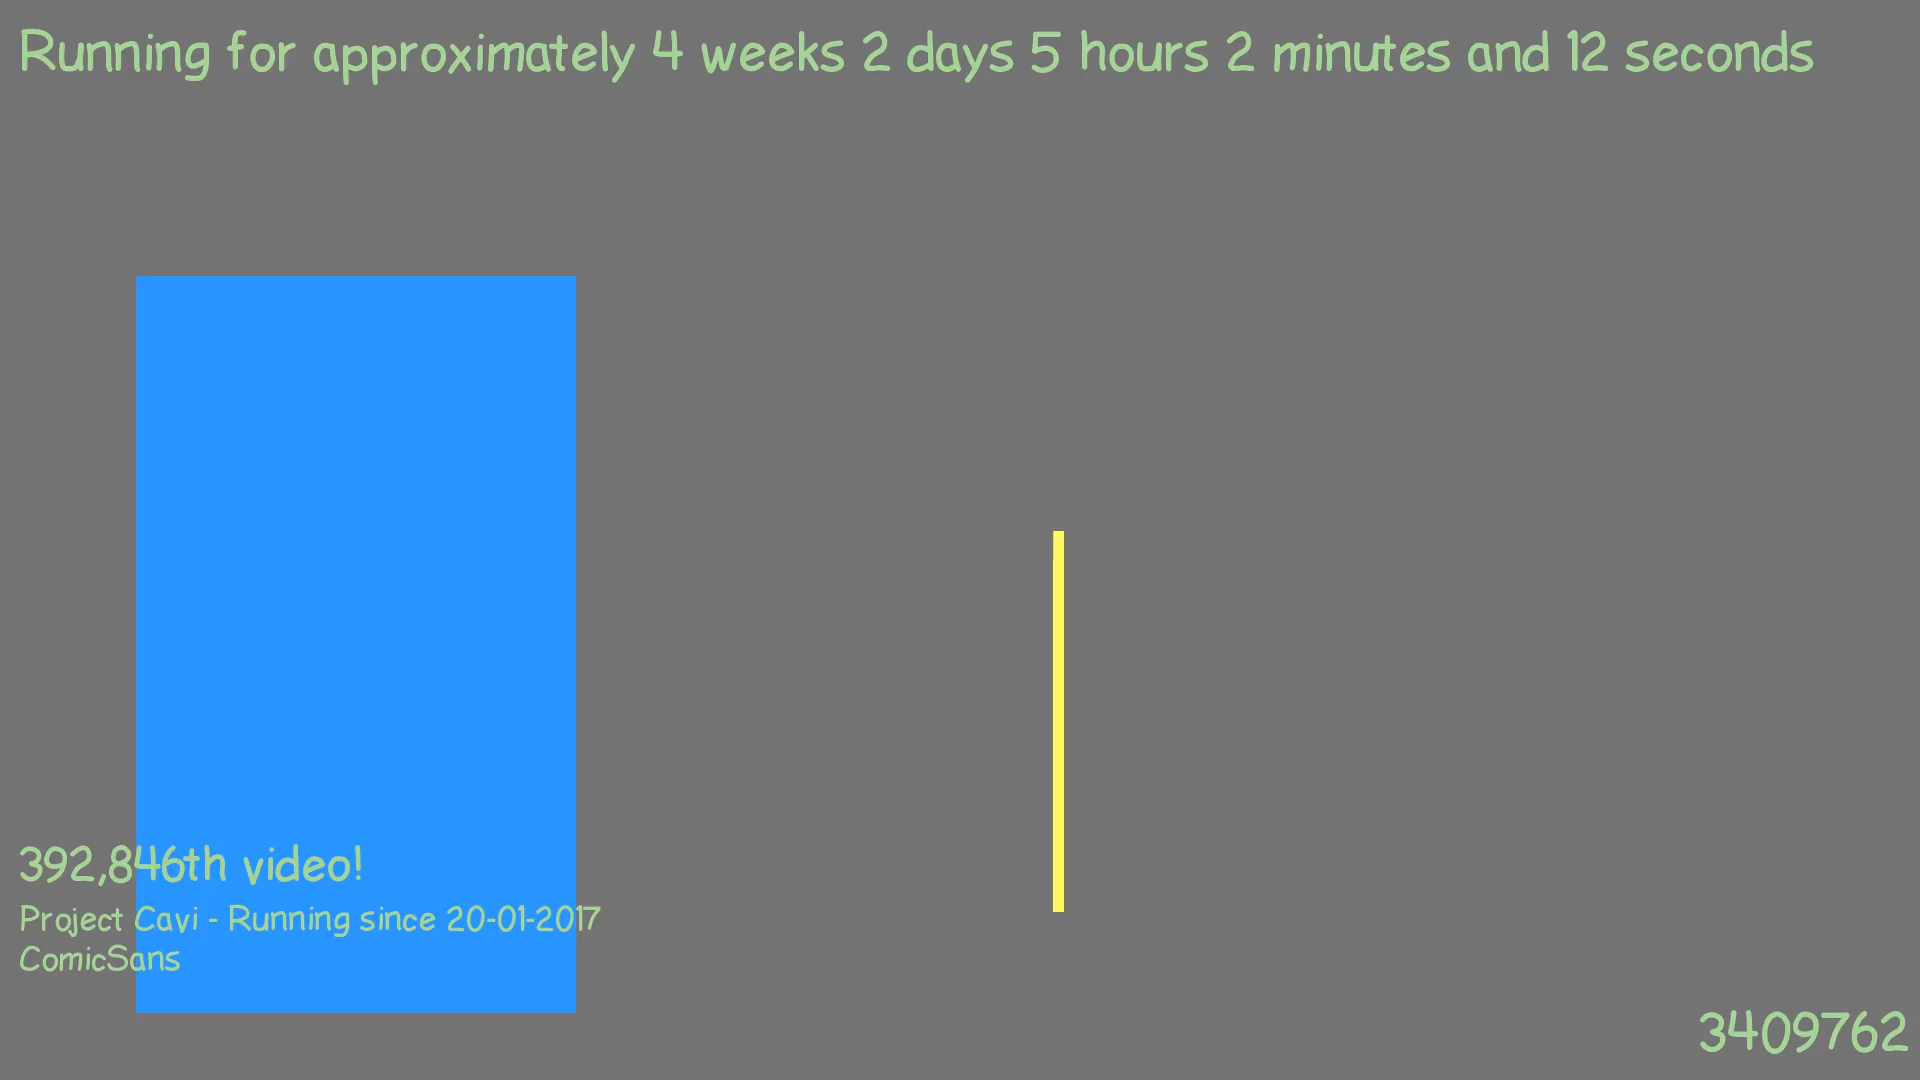 Running for approximately 4 weeks 2 days 5 hours 2 minutes and 12 seconds
392,846th video!
Project Cavi - Running since 20-01-2017
ComicSans
3409762